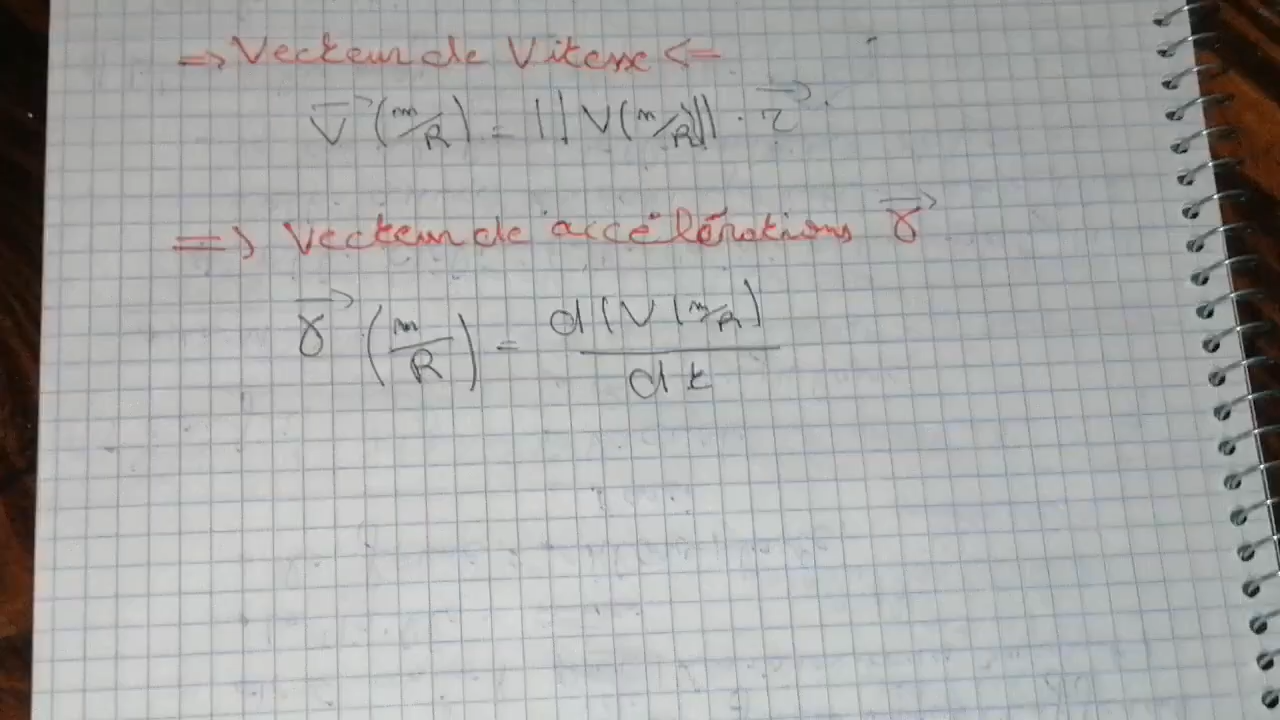 => Vecteur de Vitesse <=
V⃗ (m/R) = ||V(m/R)|| · τ⃗.
=> Vecteur de accélérations γ⃗
γ⃗ (m/R) = d(V(m/R) / dt